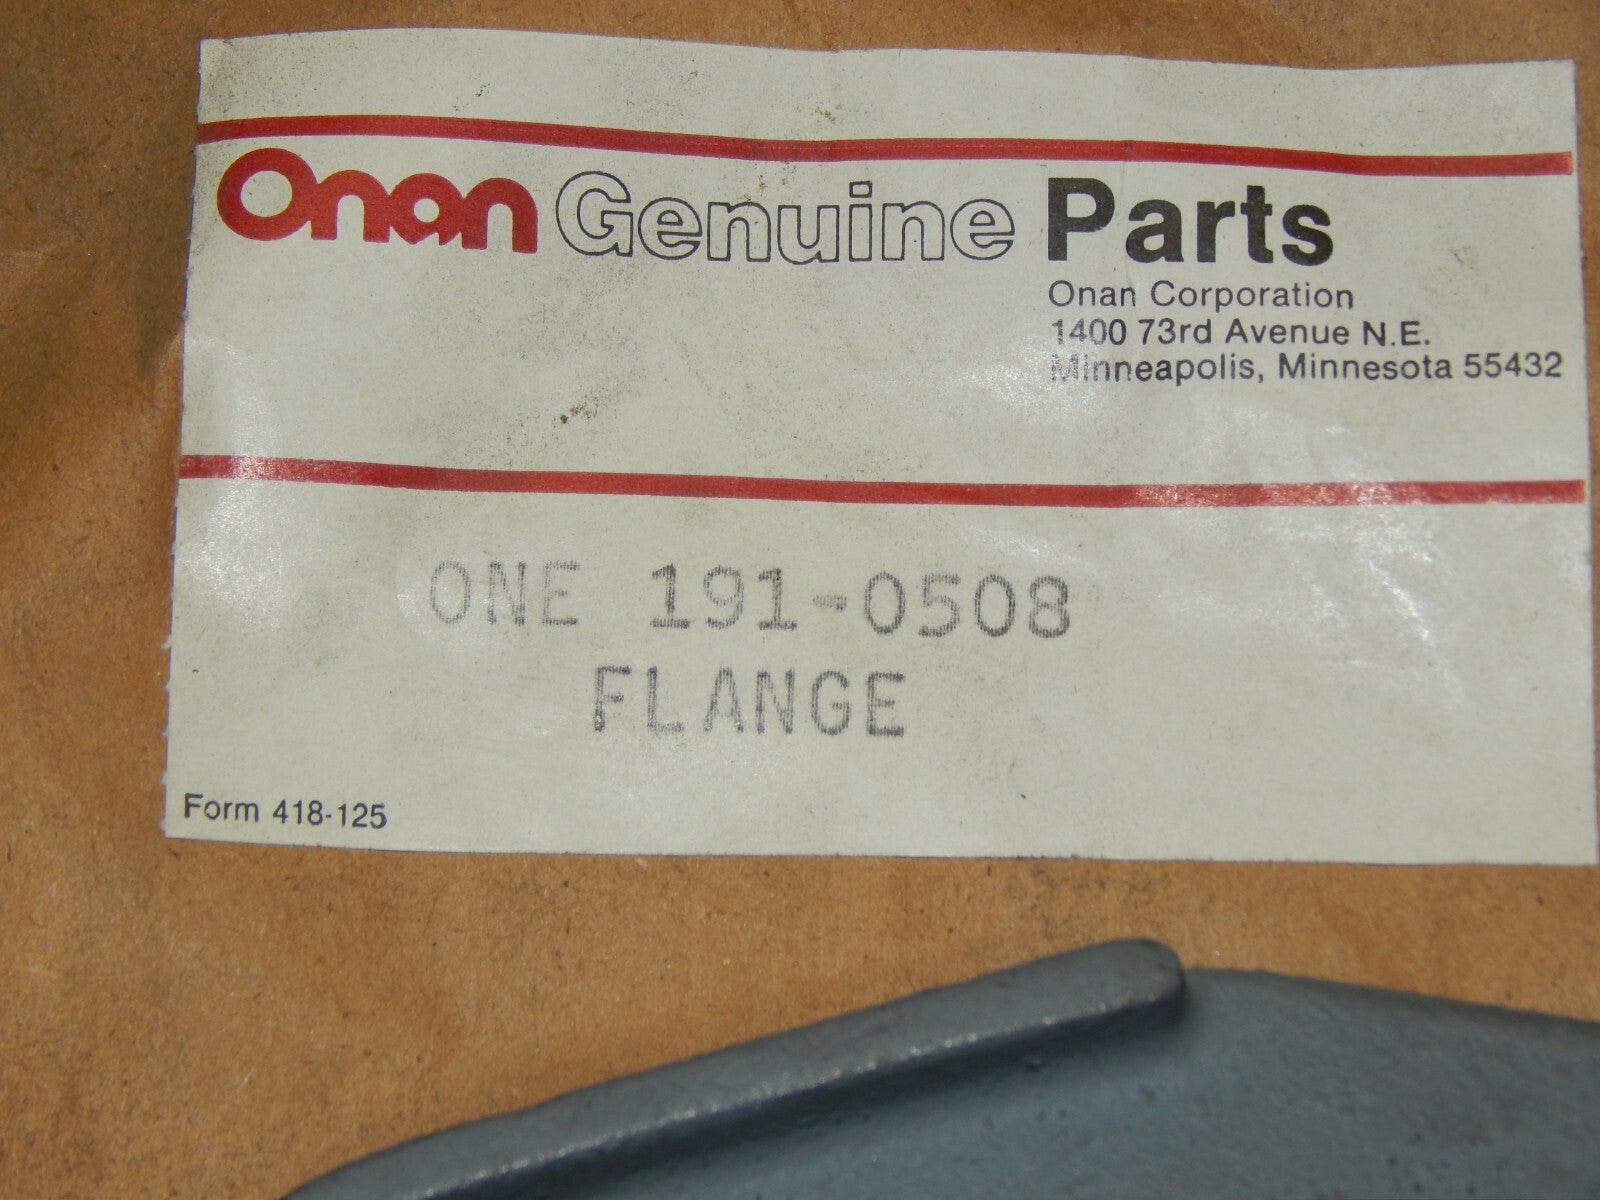 Onan Genuine Parts
Onan Corporation
1400 73rd Avenue N.E.
Minneapolis, Minnesota 55432
ONE 191-0508
FLANGE
Form 418-125